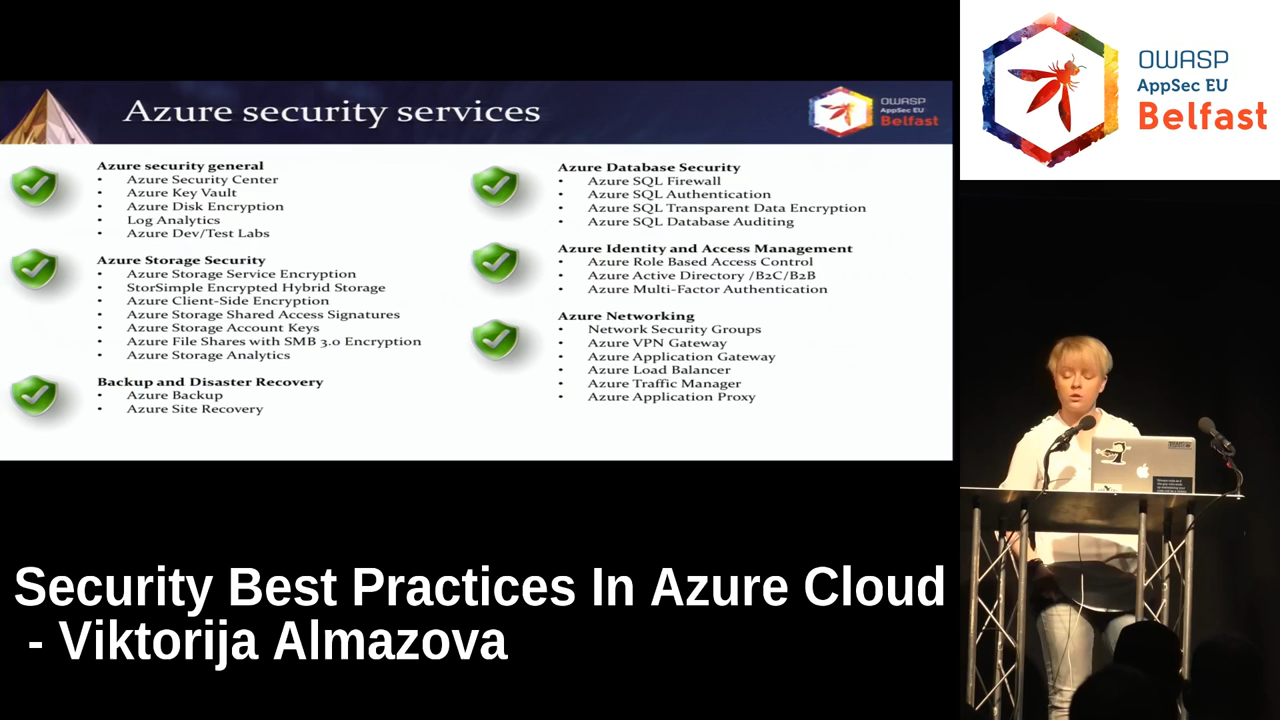 Azure security services
OWASP
AppSec EU
Belfast
Azure security general
• Azure Security Center
• Azure Key Vault
• Azure Disk Encryption
• Log Analytics
• Azure Dev/Test Labs
Azure Storage Security
• Azure Storage Service Encryption
• StorSimple Encrypted Hybrid Storage
• Azure Client-Side Encryption
• Azure Storage Shared Access Signatures
• Azure Storage Account Keys
• Azure File Shares with SMB 3.0 Encryption
• Azure Storage Analytics
Backup and Disaster Recovery
• Azure Backup
• Azure Site Recovery
Azure Database Security
• Azure SQL Firewall
• Azure SQL Authentication
• Azure SQL Transparent Data Encryption
• Azure SQL Database Auditing
Azure Identity and Access Management
• Azure Role Based Access Control
• Azure Active Directory /B2C/B2B
• Azure Multi-Factor Authentication
Azure Networking
• Network Security Groups
• Azure VPN Gateway
• Azure Application Gateway
• Azure Load Balancer
• Azure Traffic Manager
• Azure Application Proxy
OWASP
AppSec EU
Belfast
Security Best Practices In Azure Cloud
- Viktorija Almazova